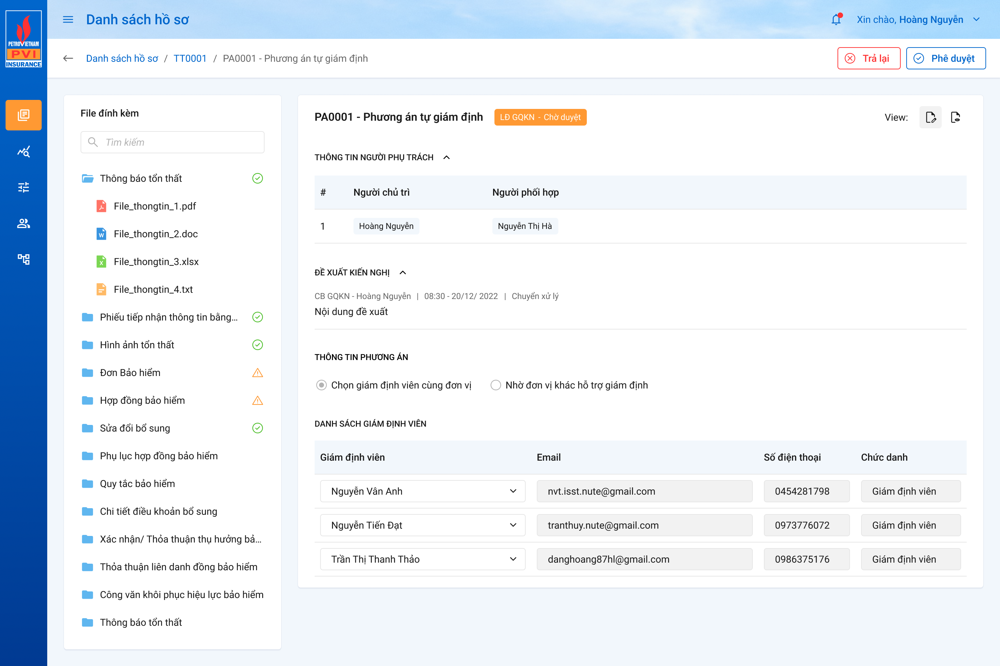 PETROVIETNAM
PVI
INSURANCE
Danh sách hồ sơ
Xin chào, Hoàng Nguyễn
Danh sách hồ sơ / TT0001 / PA0001 - Phương án tự giám định
Trả lại
Phê duyệt
File đính kèm
Tìm kiếm
Thông báo tổn thất
File_thongtin_1.pdf
W File_thongtin_2.doc
X File_thongtin_3.xlsx
File_thongtin_4.txt
Phiếu tiếp nhận thông tin bằng...
Hình ảnh tổn thất
Đơn Bảo hiểm
Hợp đồng bảo hiểm
Sửa đổi bổ sung
Phụ lục hợp đồng bảo hiểm
Quy tắc bảo hiểm
Chi tiết điều khoản bổ sung
Xác nhận/ Thỏa thuận thụ hưởng bả...
Thỏa thuận liên danh đồng bảo hiểm
Công văn khôi phục hiệu lực bảo hiểm
Thông báo tổn thất
PA0001 - Phương án tự giám định
LĐ GQKN - Chờ duyệt
View:
THÔNG TIN NGƯỜI PHỤ TRÁCH
# Người chủ trì Người phối hợp
1 Hoàng Nguyễn Nguyễn Thị Hà
ĐỀ XUẤT KIẾN NGHỊ
CB GQKN - Hoàng Nguyễn | 08:30 - 20/12/ 2022 | Chuyển xử lý
Nội dung đề xuất
THÔNG TIN PHƯƠNG ÁN
Chọn giám định viên cùng đơn vị Nhờ đơn vị khác hỗ trợ giám định
DANH SÁCH GIÁM ĐỊNH VIÊN
Giám định viên Email Số điện thoại Chức danh
Nguyễn Vân Anh nvt.isst.nute@gmail.com 0454281798 Giám định viên
Nguyễn Tiến Đạt tranthuy.nute@gmail.com 0973776072 Giám định viên
Trần Thị Thanh Thảo danghoang87hl@gmail.com 0986375176 Giám định viên